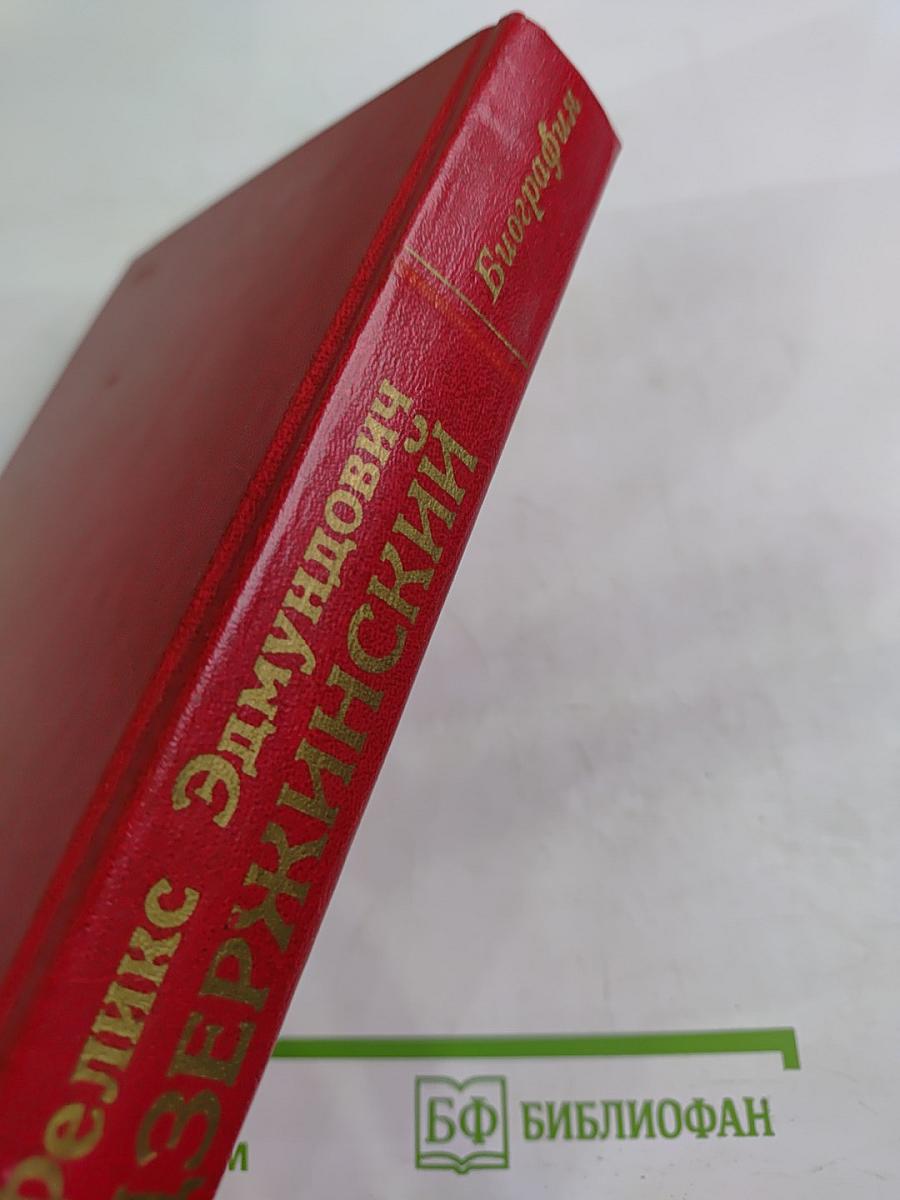 Феликс Эдмундович
ДЗЕРЖИНСКИЙ
Биография
БФ БИБЛИОФАН